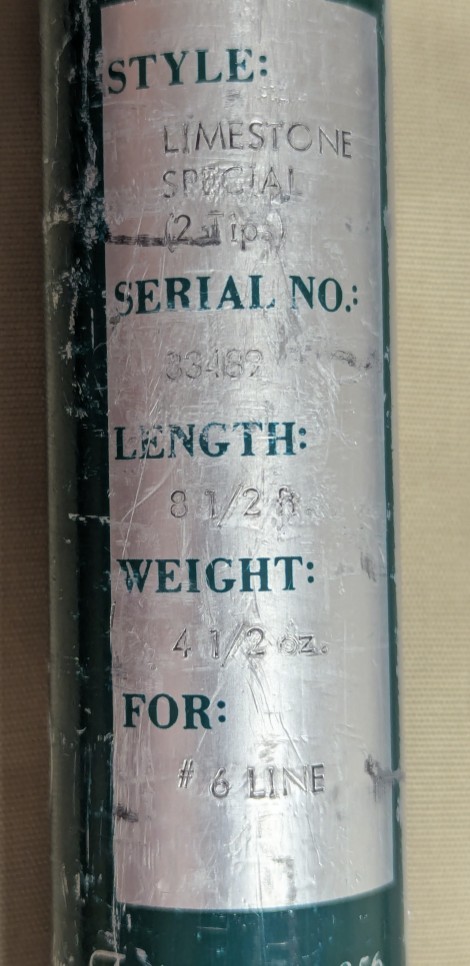 STYLE:
LIMESTONE
SPECIAL
(2 Tips)
SERIAL NO.:
33489
LENGTH:
8 1/2 ft.
WEIGHT:
4 1/2 oz.
FOR:
# 6 LINE